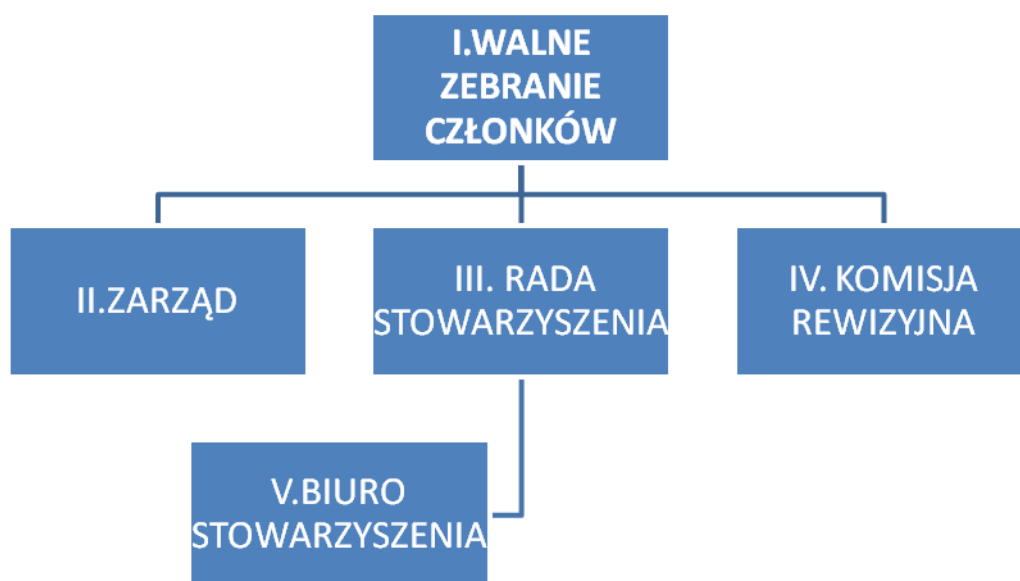 I.WALNE
ZEBRANIE
CZŁONKÓW
II.ZARZĄD
III. RADA
STOWARZYSZENIA
IV. KOMISJA
REWIZYJNA
V.BIURO
STOWARZYSZENIA